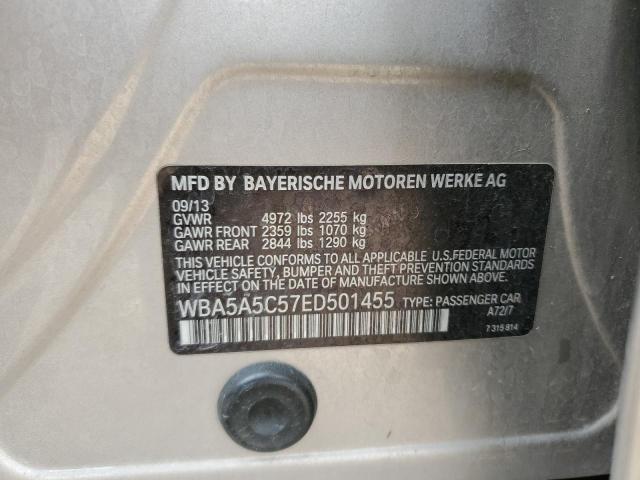 MFD BY BAYERISCHE MOTOREN WERKE AG
09/13
GVWR 4972 lbs 2255 kg
GAWR FRONT 2359 lbs 1070 kg
GAWR REAR 2844 lbs 1290 kg
THIS VEHICLE CONFORMS TO ALL APPLICABLE U.S.FEDERAL MOTOR
VEHICLE SAFETY, BUMPER, AND THEFT PREVENTION STANDARDS
IN EFFECT ON THE DATE OF MANUFACTURE SHOWN ABOVE.
WBA5A5C57ED501455 TYPE: PASSENGER CAR
A72/7
7 315 814